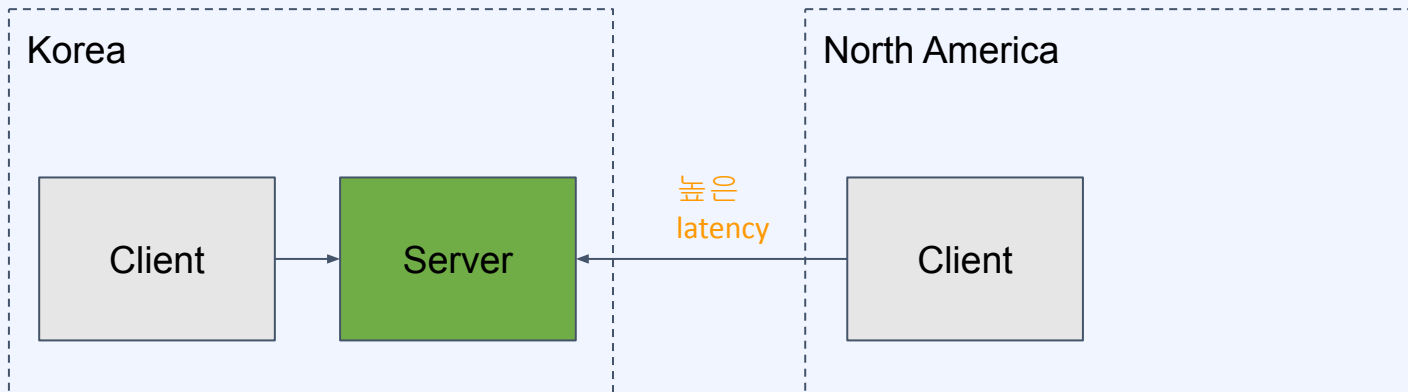 Korea
North America
Client
Server
높은
latency
Client